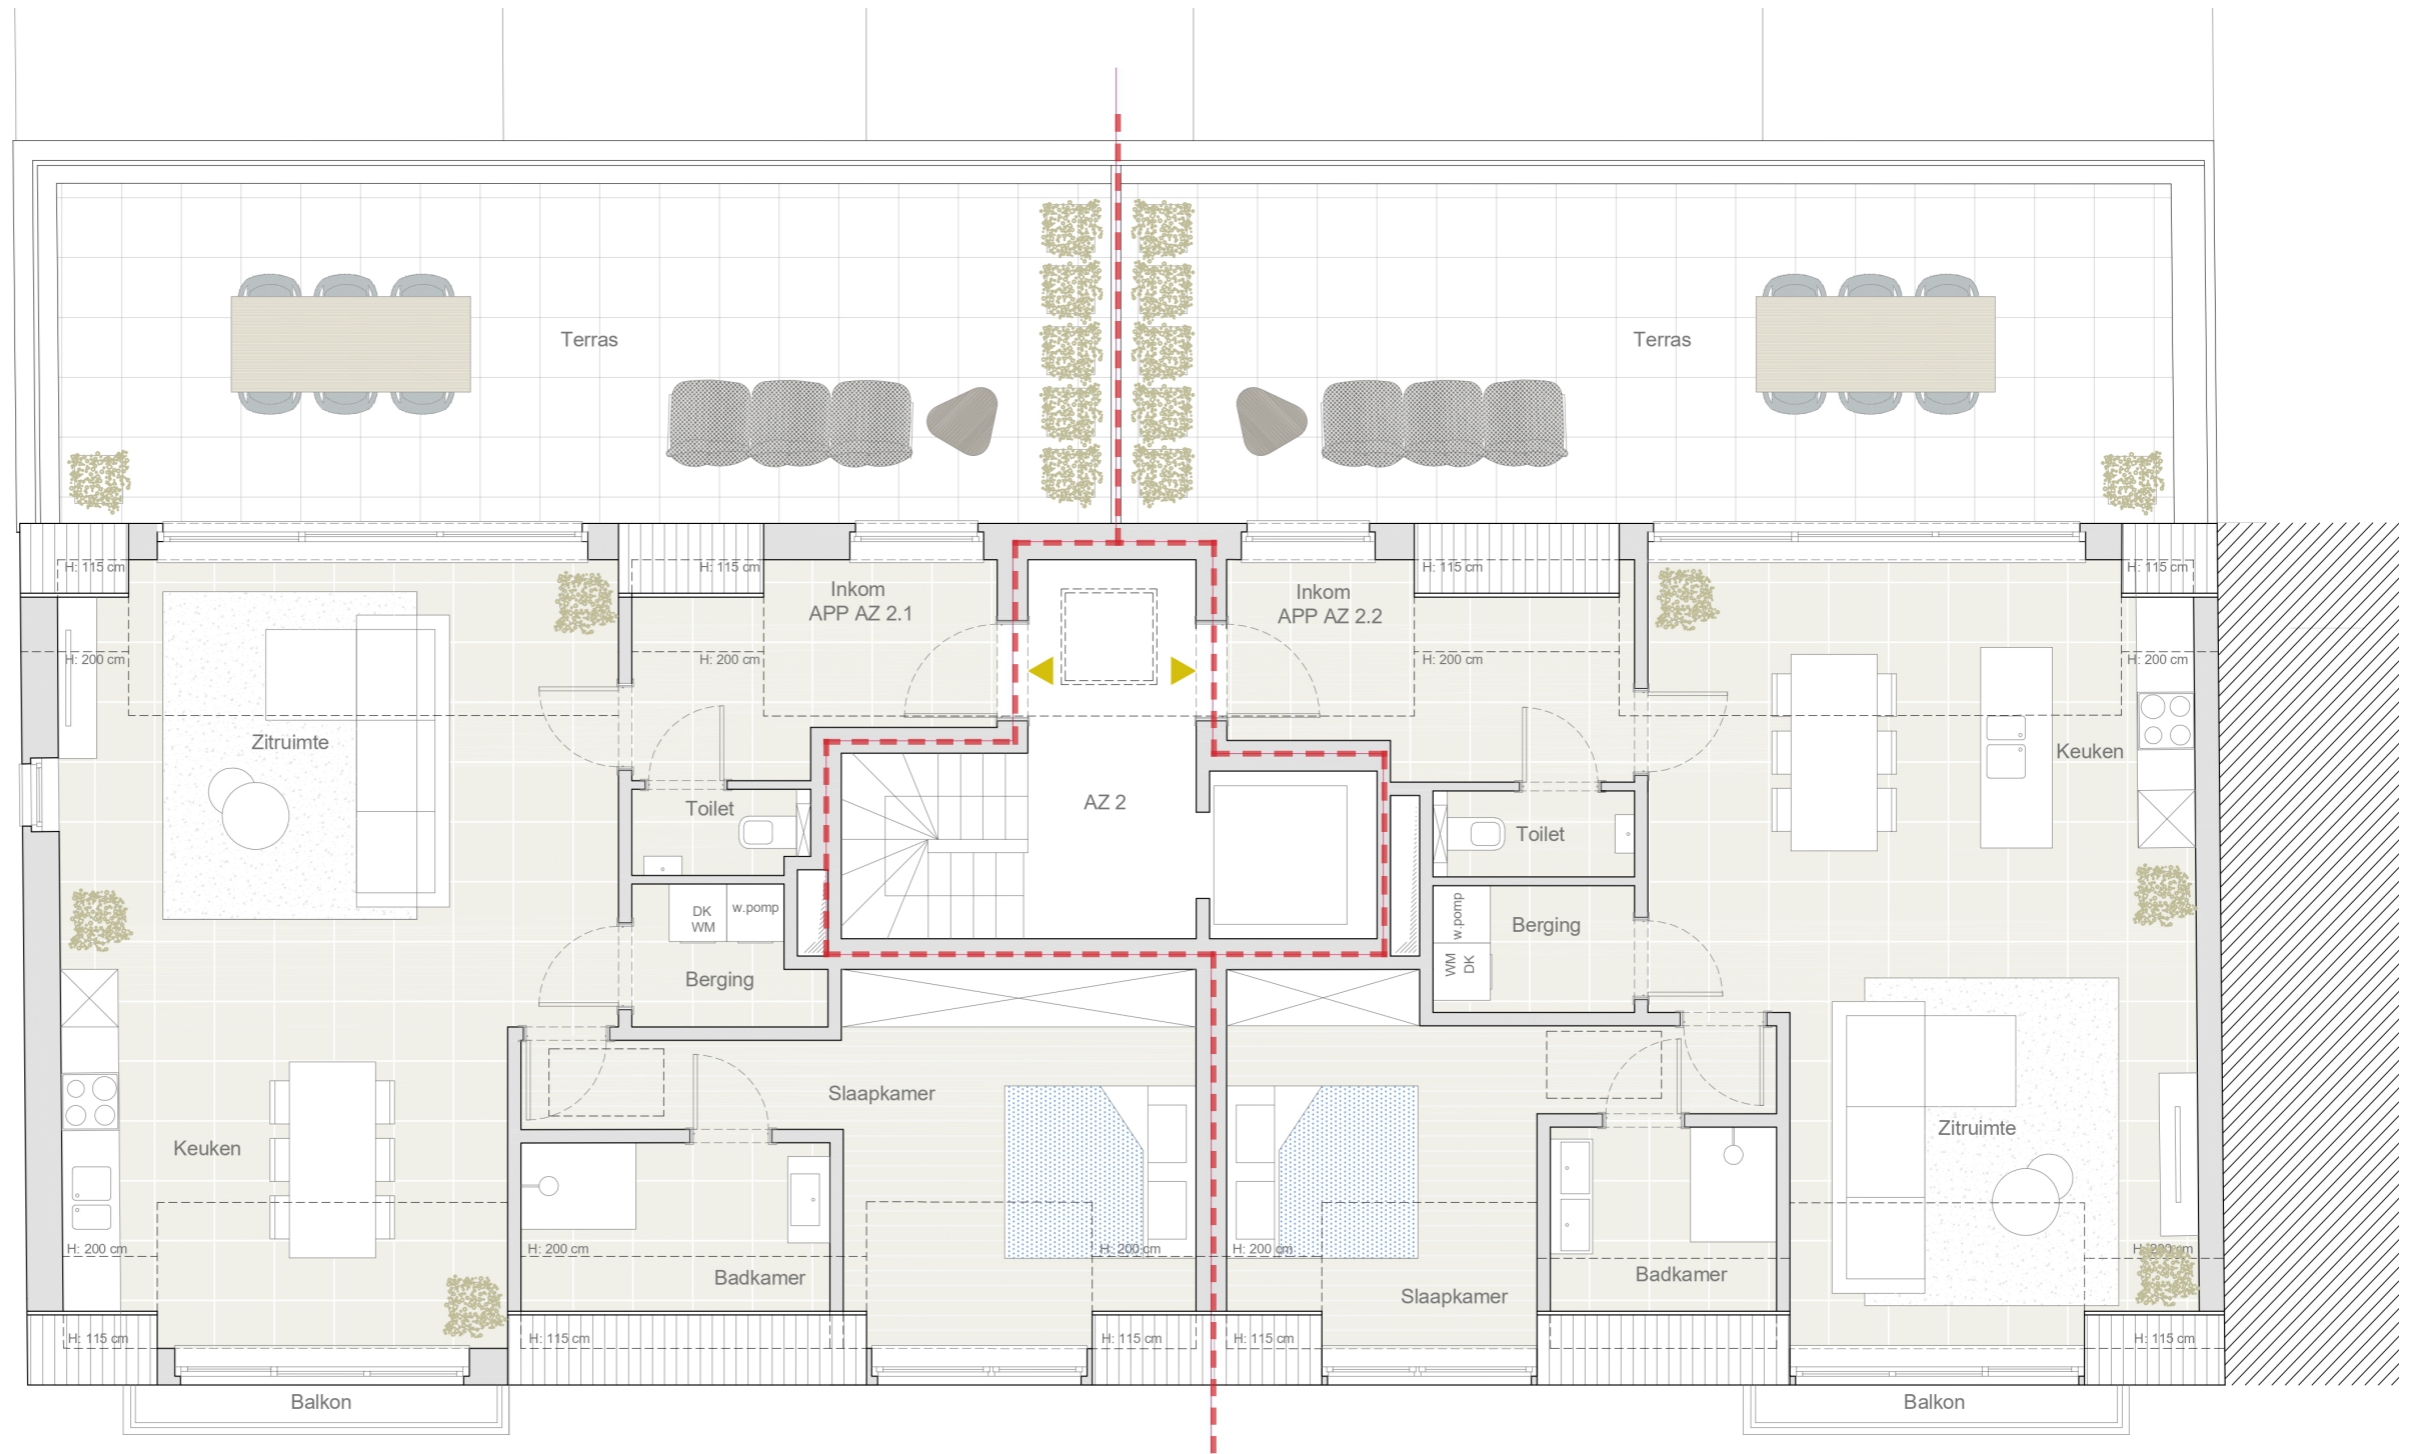 Terras
Terras
H: 115 cm
H: 115 cm
H: 115 cm
H: 115 cm
Inkom
APP AZ 2.1
Inkom
APP AZ 2.2
H: 200 cm
H: 200 cm
H: 200 cm
H: 200 cm
Zitruimte
Keuken
Toilet
AZ 2
Toilet
DK
WM
w.pomp
w.pomp
WM
DK
Berging
Berging
Slaapkamer
Keuken
Zitruimte
H: 200 cm
H: 200 cm
H: 200 cm
H: 200 cm
H: 200 cm
Badkamer
Badkamer
Slaapkamer
H: 115 cm
H: 115 cm
H: 115 cm
H: 115 cm
H: 115 cm
Balkon
Balkon